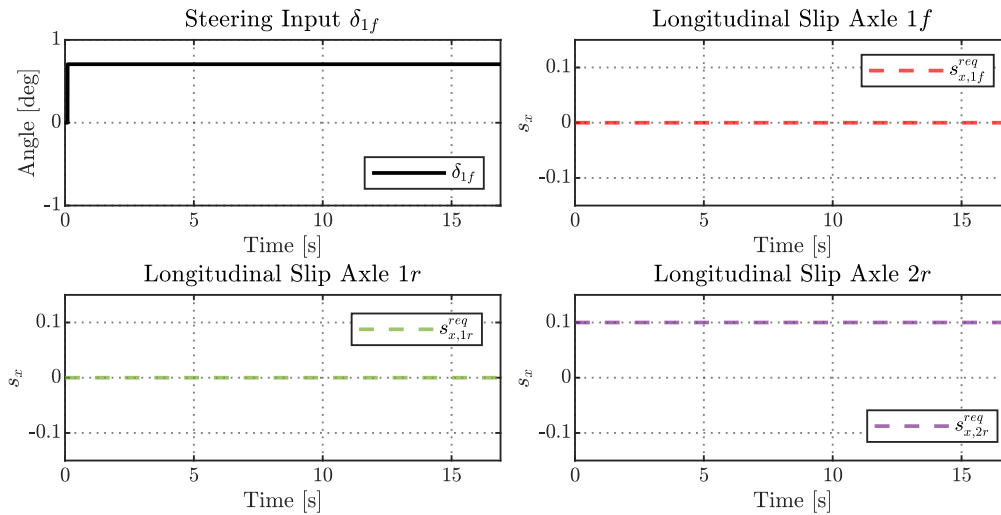 Steering Input δ1f
1
0
-1
Angle [deg]
δ1f
0 5 10 15
Time [s]
Longitudinal Slip Axle 1f
0.1
0
-0.1
s_x
s^{req}_{x,1f}
0 5 10 15
Time [s]
Longitudinal Slip Axle 1r
0.1
0
-0.1
s_x
s^{req}_{x,1r}
0 5 10 15
Time [s]
Longitudinal Slip Axle 2r
0.1
0
-0.1
s_x
s^{req}_{x,2r}
0 5 10 15
Time [s]